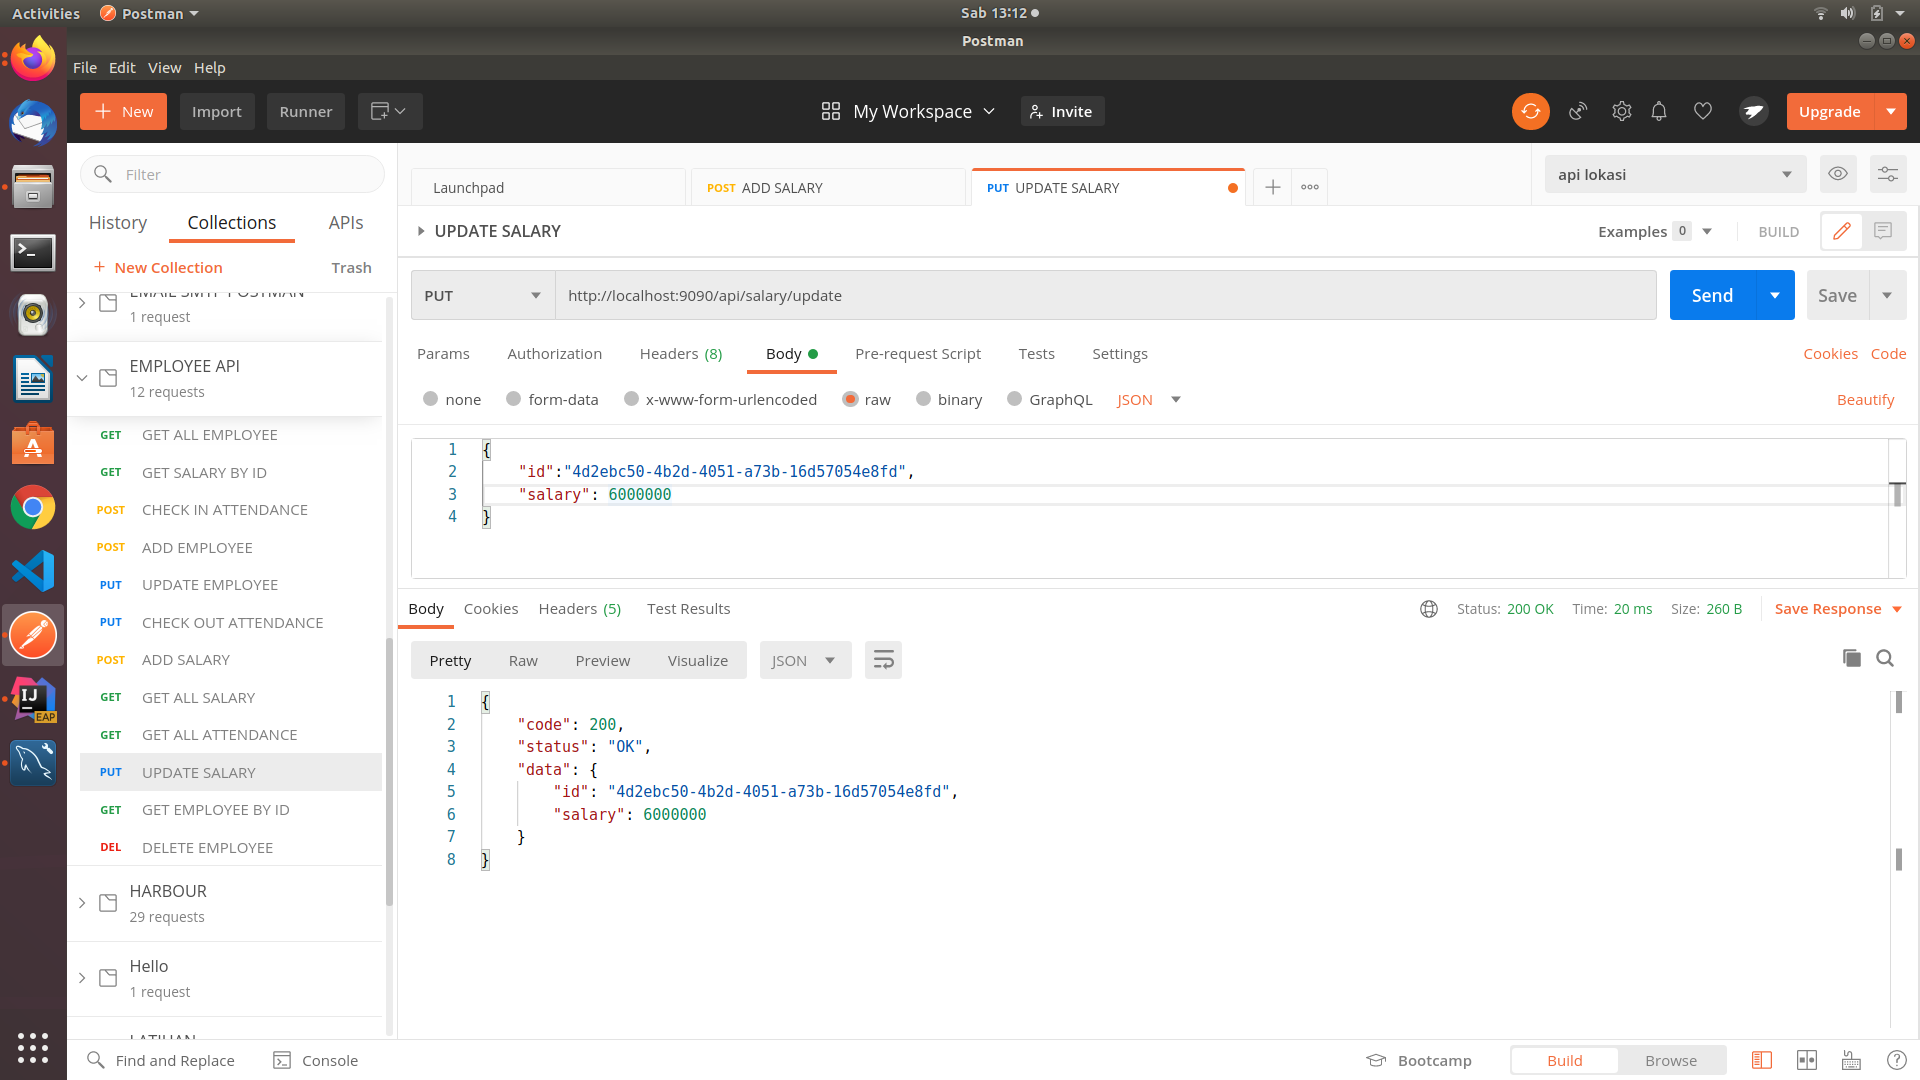 Activities
Postman
Sab 13:12
Postman
File Edit View Help
New Import Runner
My Workspace
Invite
Upgrade
Filter
History Collections APIs
New Collection Trash
EMAIL SMTP POSTMAN
1 request
EMPLOYEE API
12 requests
GET GET ALL EMPLOYEE
GET GET SALARY BY ID
POST CHECK IN ATTENDANCE
POST ADD EMPLOYEE
PUT UPDATE EMPLOYEE
PUT CHECK OUT ATTENDANCE
POST ADD SALARY
GET GET ALL SALARY
GET GET ALL ATTENDANCE
PUT UPDATE SALARY
GET GET EMPLOYEE BY ID
DEL DELETE EMPLOYEE
HARBOUR
29 requests
Hello
1 request
LATIHAN
Launchpad
POST ADD SALARY
PUT UPDATE SALARY
api lokasi
UPDATE SALARY
Examples 0
BUILD
PUT
http://localhost:9090/api/salary/update
Send
Save
Params Authorization Headers (8) Body Pre-request Script Tests Settings
Cookies Code
none form-data x-www-form-urlencoded raw binary GraphQL JSON
Beautify
1 {
2 "id":"4d2ebc50-4b2d-4051-a73b-16d57054e8fd",
3 "salary": 6000000
4 }
Body Cookies Headers (5) Test Results
Status: 200 OK Time: 20 ms Size: 260 B
Save Response
Pretty Raw Preview Visualize
JSON
1 {
2 "code": 200,
3 "status": "OK",
4 "data": {
5 "id": "4d2ebc50-4b2d-4051-a73b-16d57054e8fd",
6 "salary": 6000000
7 }
8 }
Find and Replace
Console
Bootcamp
Build Browse
IJ
EAP